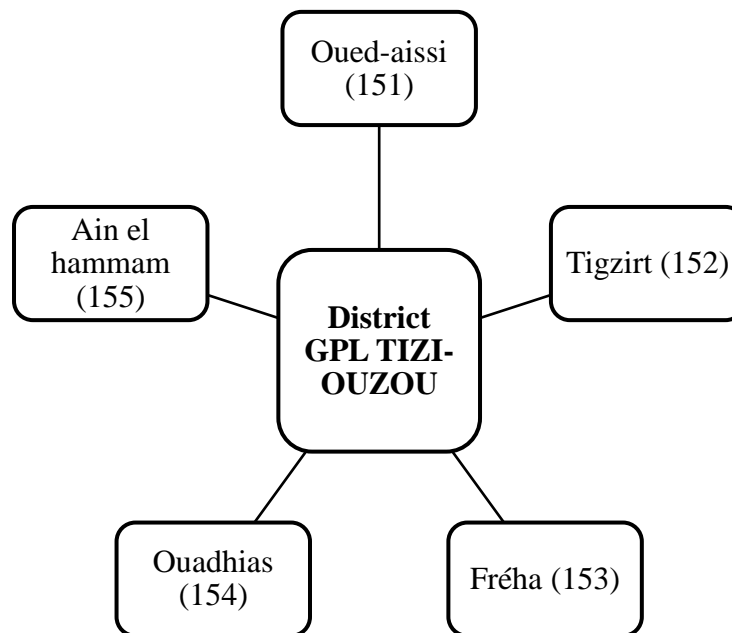 Oued-aissi
(151)
Ain el
hammam
(155)
Tigzirt (152)
District
GPL TIZI-
OUZOU
Ouadhias
(154)
Fréha (153)